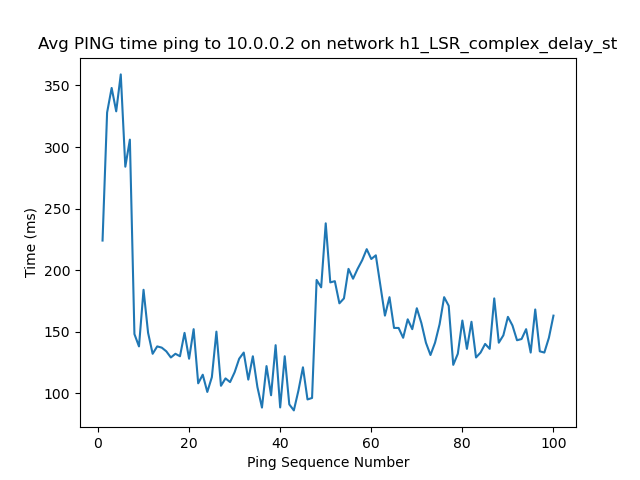 Avg PING time ping to 10.0.0.2 on network h1_LSR_complex_delay_st
350
300
250
200
150
100
Time (ms)
0 20 40 60 80 100
Ping Sequence Number